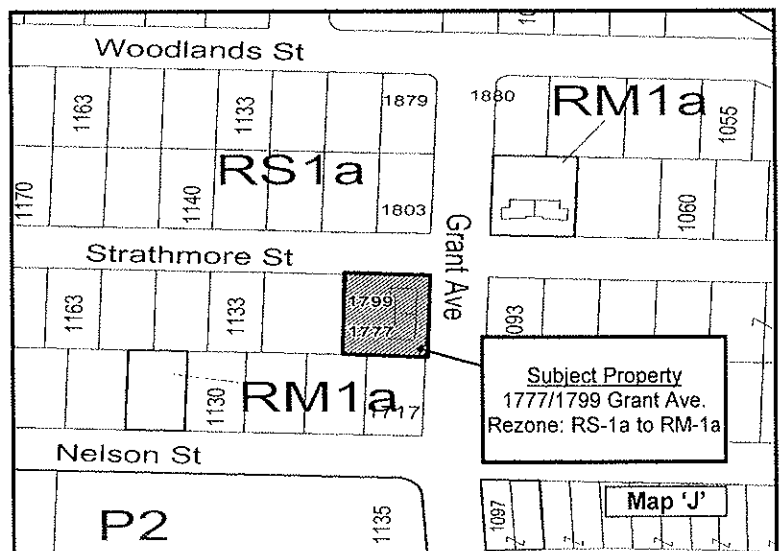 Woodlands St
1163
1133
1879
1880
RM1a
1055
RS1a
1170
1140
1803
Grant Ave
1060
Strathmore St
1163
1133
1799
1777
1093
Subject Property
1777/1799 Grant Ave.
Rezone: RS-1a to RM-1a
1130
RM1a
1717
Nelson St
P2
1135
1097
Map 'J'